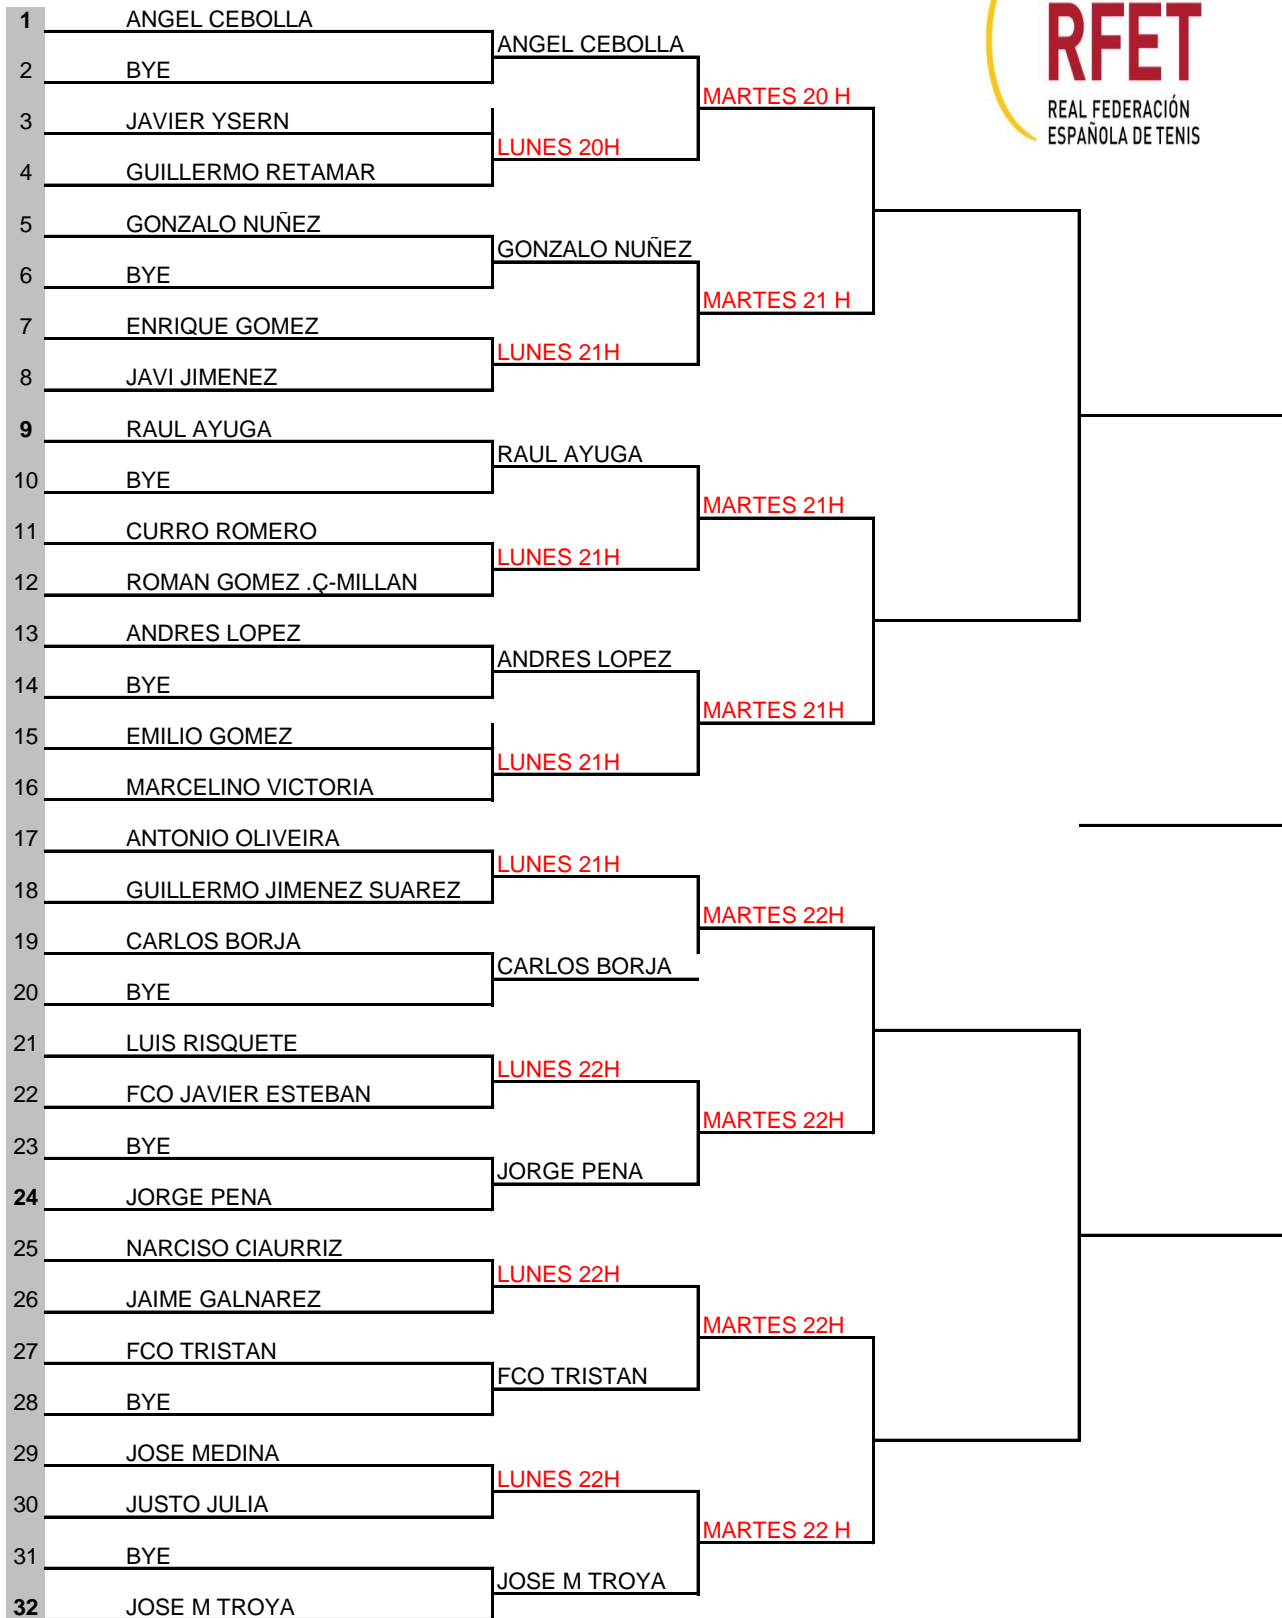 RFET
REAL FEDERACIÓN
ESPAÑOLA DE TENIS
1 ANGEL CEBOLLA
ANGEL CEBOLLA
2 BYE
MARTES 20 H
3 JAVIER YSERN
LUNES 20H
4 GUILLERMO RETAMAR
5 GONZALO NUÑEZ
GONZALO NUÑEZ
6 BYE
MARTES 21 H
7 ENRIQUE GOMEZ
LUNES 21H
8 JAVI JIMENEZ
9 RAUL AYUGA
RAUL AYUGA
10 BYE
MARTES 21H
11 CURRO ROMERO
LUNES 21H
12 ROMAN GOMEZ .Ç-MILLAN
13 ANDRES LOPEZ
ANDRES LOPEZ
14 BYE
MARTES 21H
15 EMILIO GOMEZ
LUNES 21H
16 MARCELINO VICTORIA
17 ANTONIO OLIVEIRA
LUNES 21H
18 GUILLERMO JIMENEZ SUAREZ
MARTES 22H
19 CARLOS BORJA
CARLOS BORJA
20 BYE
21 LUIS RISQUETE
LUNES 22H
22 FCO JAVIER ESTEBAN
MARTES 22H
23 BYE
JORGE PENA
24 JORGE PENA
25 NARCISO CIAURRIZ
LUNES 22H
26 JAIME GALNAREZ
MARTES 22H
27 FCO TRISTAN
FCO TRISTAN
28 BYE
29 JOSE MEDINA
LUNES 22H
30 JUSTO JULIA
MARTES 22 H
31 BYE
JOSE M TROYA
32 JOSE M TROYA